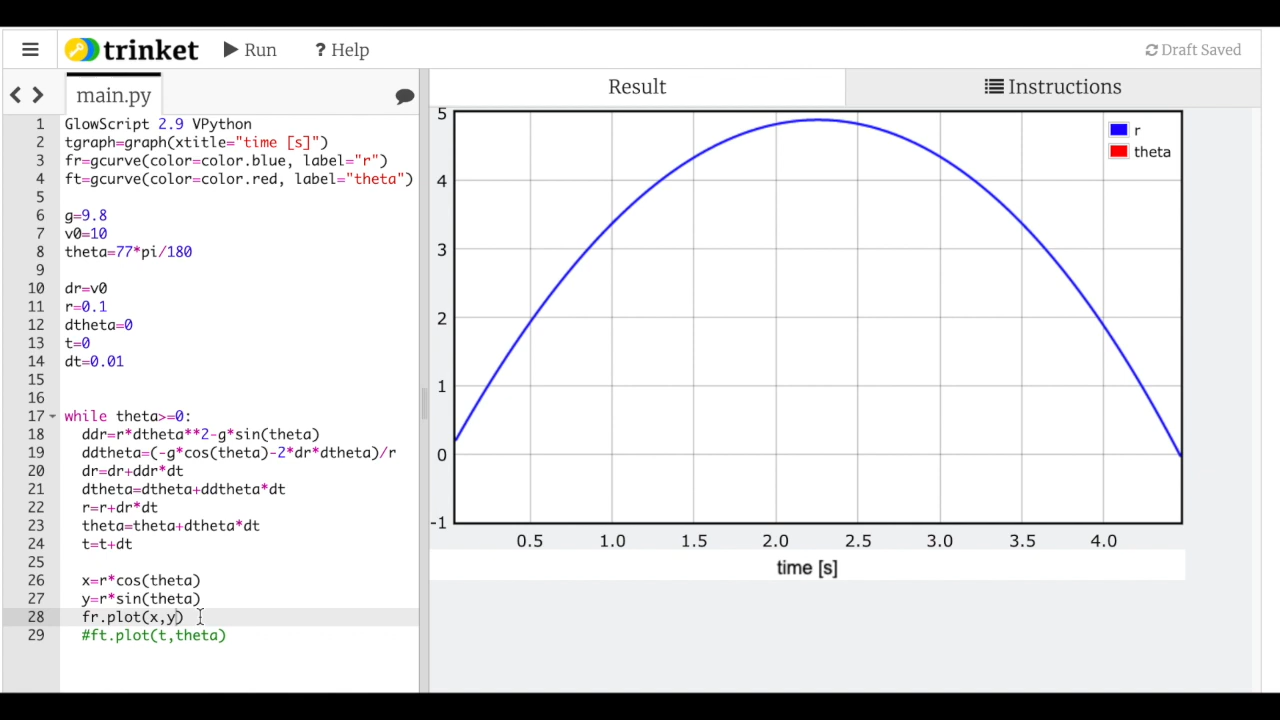 trinket
Run
? Help
Draft Saved
main.py
Result
Instructions
1 GlowScript 2.9 VPython
2 tgraph=graph(xtitle="time [s]")
3 fr=gcurve(color=color.blue, label="r")
4 ft=gcurve(color=color.red, label="theta")
5
6 g=9.8
7 v0=10
8 theta=77*pi/180
9
10 dr=v0
11 r=0.1
12 dtheta=0
13 t=0
14 dt=0.01
15
16
17 while theta>=0:
18 ddr=r*dtheta**2-g*sin(theta)
19 ddtheta=(-g*cos(theta)-2*dr*dtheta)/r
20 dr=dr+ddr*dt
21 dtheta=dtheta+ddtheta*dt
22 r=r+dr*dt
23 theta=theta+dtheta*dt
24 t=t+dt
25
26 x=r*cos(theta)
27 y=r*sin(theta)
28 fr.plot(x,y)
29 #ft.plot(t,theta)
5
4
3
2
1
0
-1
r
theta
0.5 1.0 1.5 2.0 2.5 3.0 3.5 4.0
time [s]